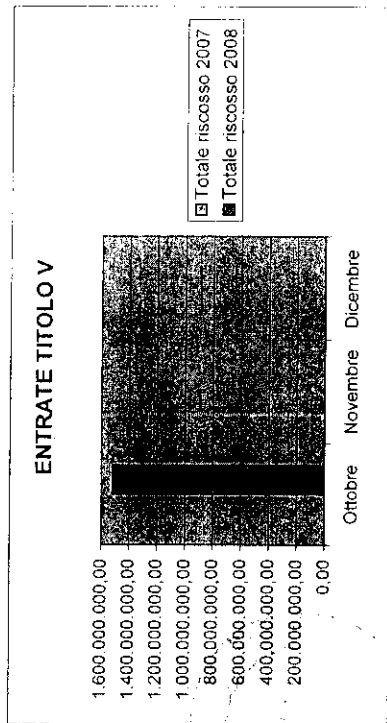 ENTRATE TITOLO V
1.600.000.000,00
1.400.000.000,00
1.200.000.000,00
1.000.000.000,00
800.000.000,00
600.000.000,00
400.000.000,00
200.000.000,00
0,00
Ottobre Novembre Dicembre
Totale riscosso 2007
Totale riscosso 2008